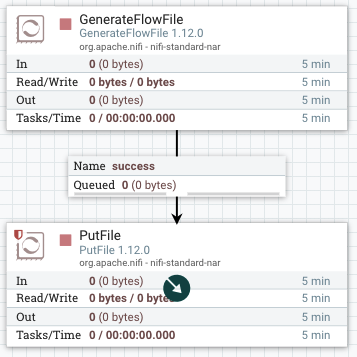 GenerateFlowFile
GenerateFlowFile 1.12.0
org.apache.nifi - nifi-standard-nar
In 0 (0 bytes) 5 min
Read/Write 0 bytes / 0 bytes 5 min
Out 0 (0 bytes) 5 min
Tasks/Time 0 / 00:00:00.000 5 min
Name success
Queued 0 (0 bytes)
PutFile
PutFile 1.12.0
org.apache.nifi - nifi-standard-nar
In 0 (0 bytes) 5 min
Read/Write 0 bytes / 0 bytes 5 min
Out 0 (0 bytes) 5 min
Tasks/Time 0 / 00:00:00.000 5 min